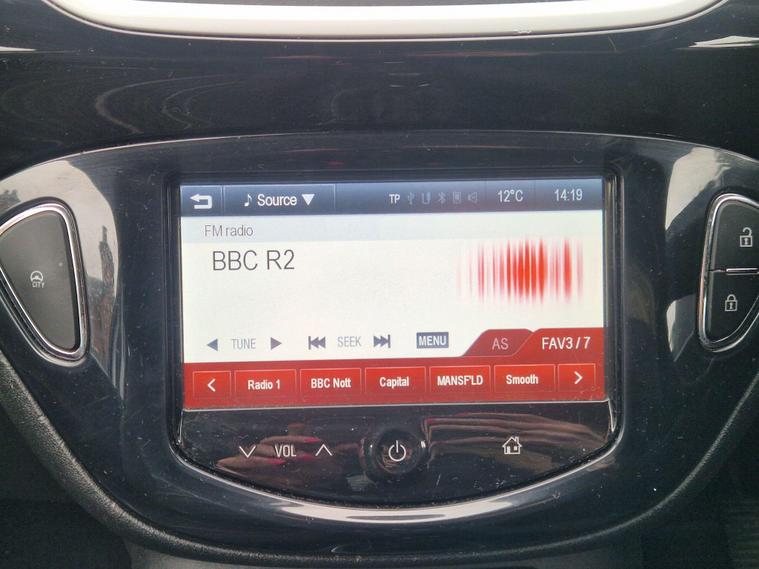 Source ▼ TP 12°C 14:19
FM radio
BBC R2
◀ TUNE ▶ SEEK MENU AS FAV3 / 7
< Radio 1 BBC Nott Capital MANSF'LD Smooth >
VOL
CITY